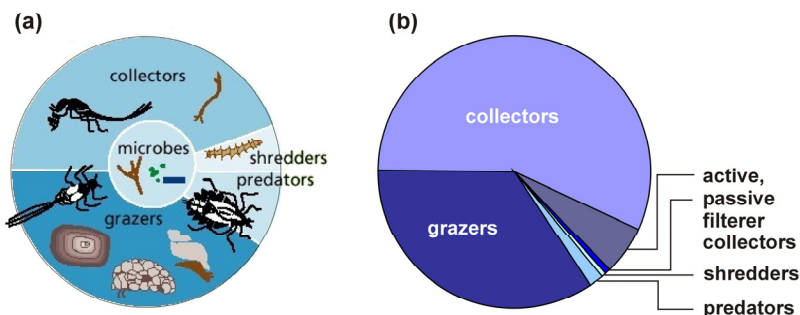 (a)
collectors
microbes
shredders
predators
grazers
(b)
collectors
grazers
active,
passive
filterer
collectors
shredders
predators